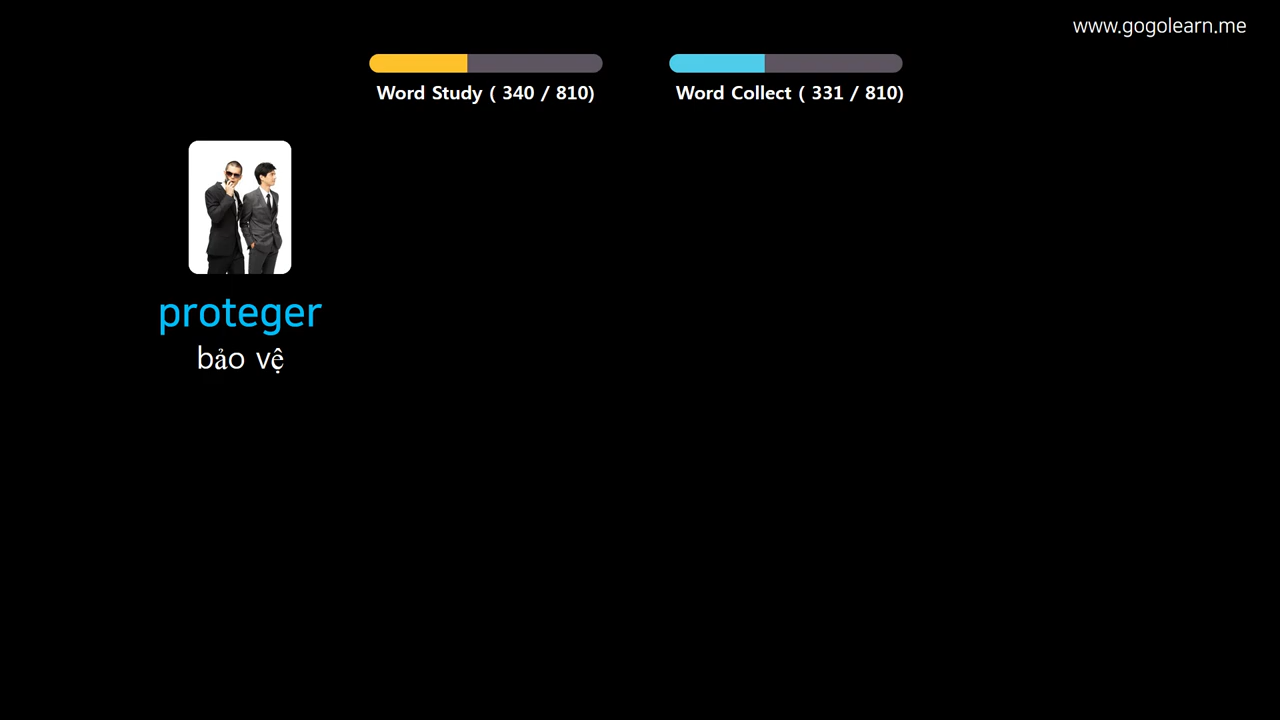 www.gogolearn.me
Word Study ( 340 / 810)
Word Collect ( 331 / 810)
proteger
bảo vệ